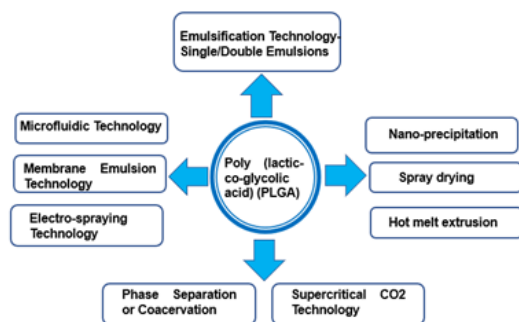 Emulsification Technology-
Single/Double Emulsions
Microfluidic Technology
Membrane Emulsion
Technology
Electro-spraying
Technology
Poly (lactic-
co-glycolic
acid) (PLGA)
Nano-precipitation
Spray drying
Hot melt extrusion
Phase Separation
or Coacervation
Supercritical CO2
Technology